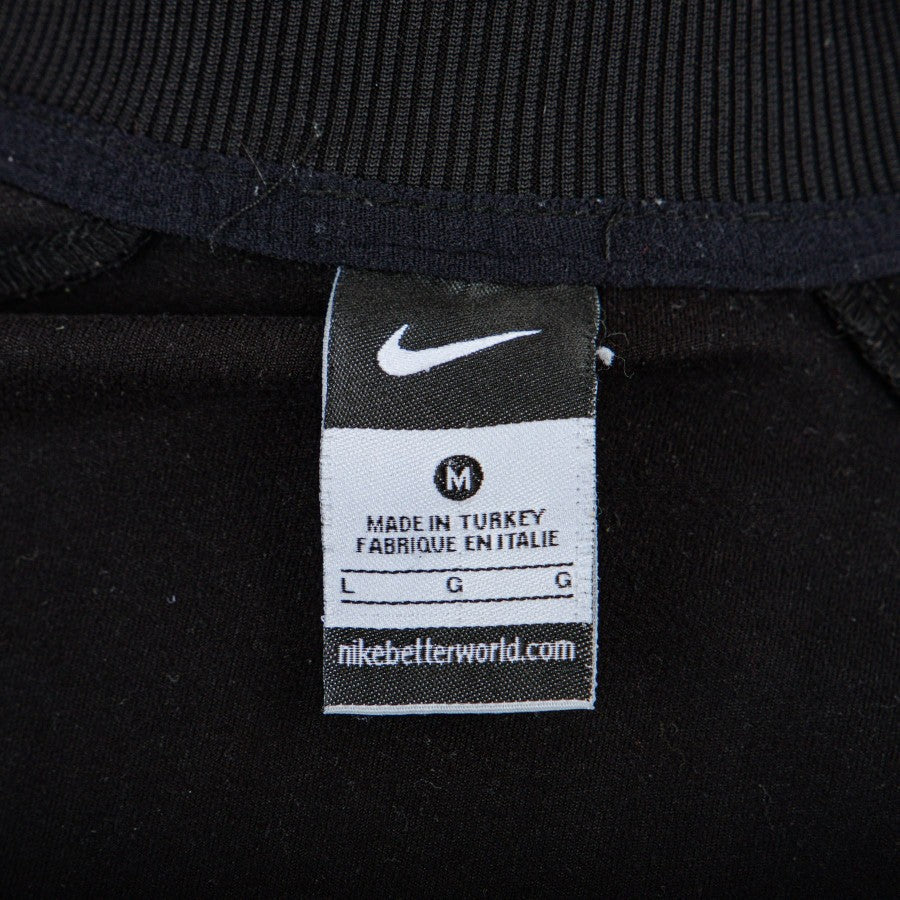 M
MADE IN TURKEY
FABRIQUE EN ITALIE
L G G
nikebetterworld.com